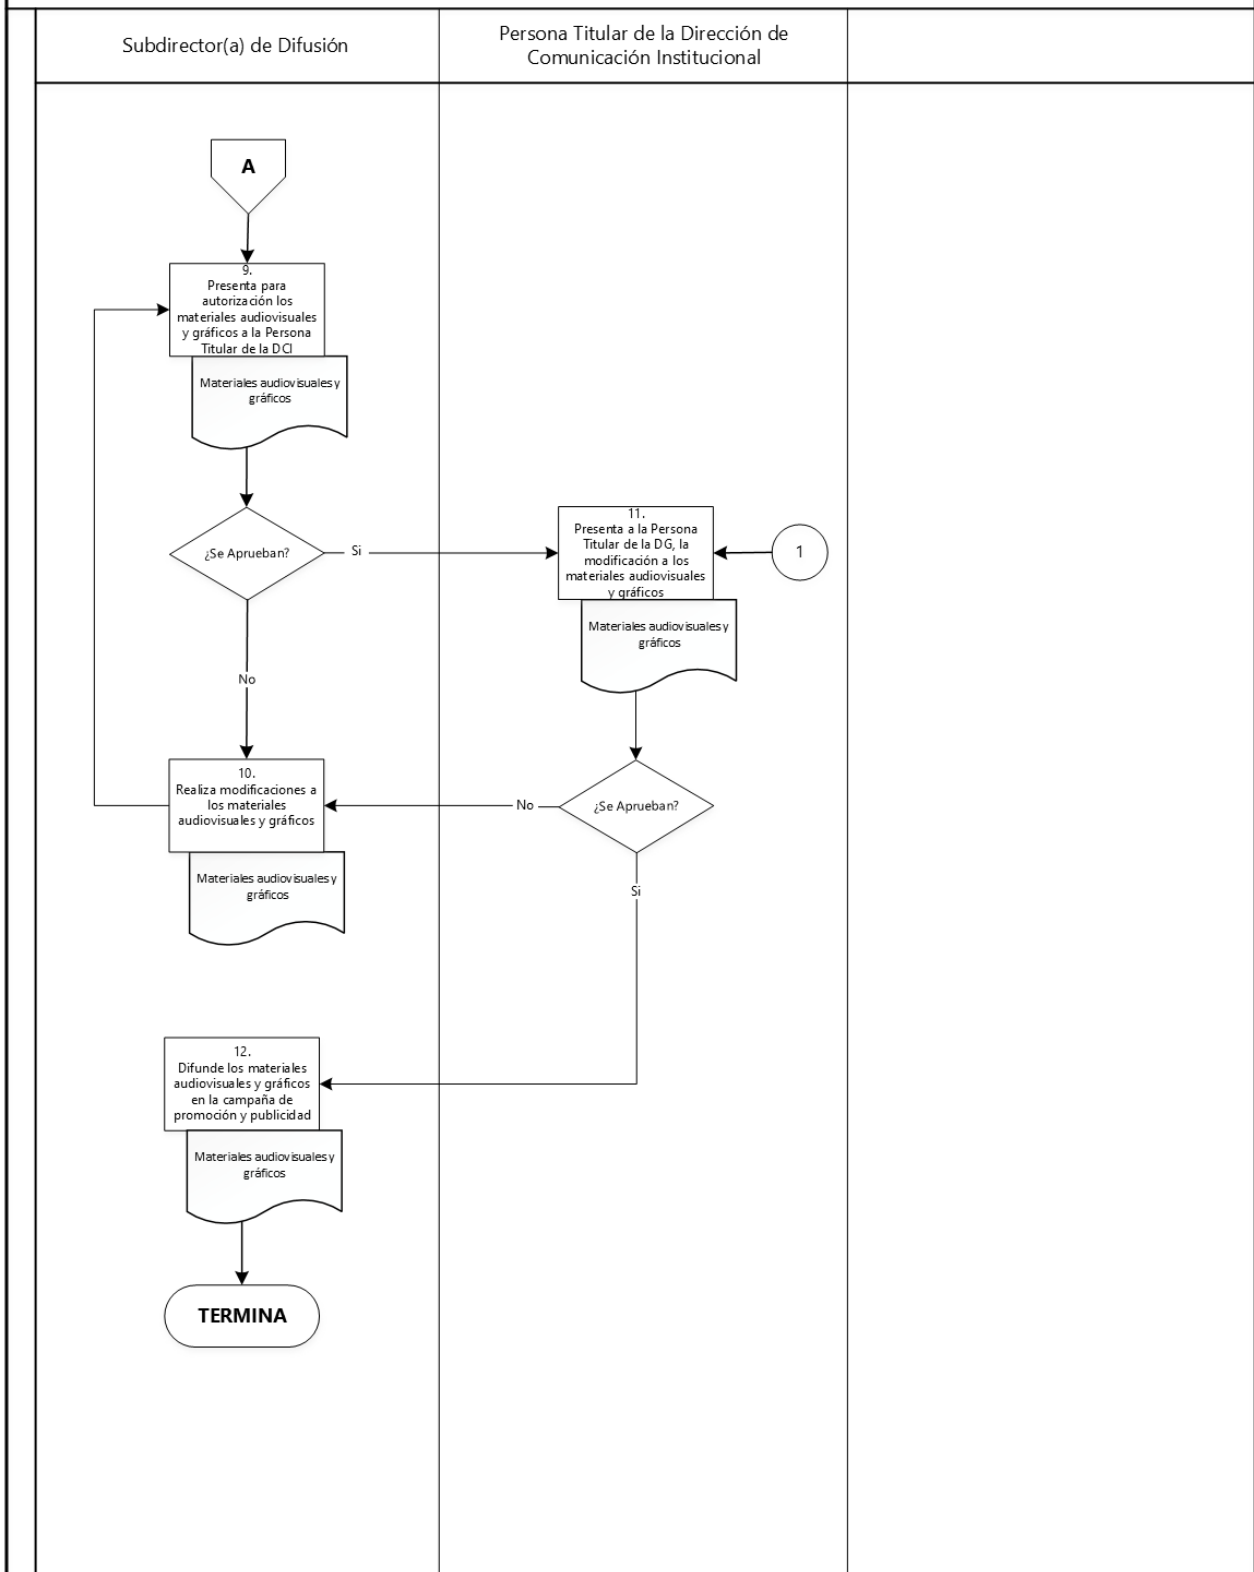 Subdirector(a) de Difusión
Persona Titular de la Dirección de
Comunicación Institucional
A
9.
Presenta para
autorización los
materiales audiovisuales
y gráficos a la Persona
Titular de la DCI
Materiales audiovisuales y
gráficos
¿Se Aprueban?
Si
11.
Presenta a la Persona
Titular de la DG, la
modificación a los
materiales audiovisuales
y gráficos
1
Materiales audiovisuales y
gráficos
No
10.
Realiza modificaciones a
los materiales
audiovisuales y gráficos
No
¿Se Aprueban?
Materiales audiovisuales y
gráficos
Si
12.
Difunde los materiales
audiovisuales y gráficos
en la campaña de
promoción y publicidad
Materiales audiovisuales y
gráficos
TERMINA